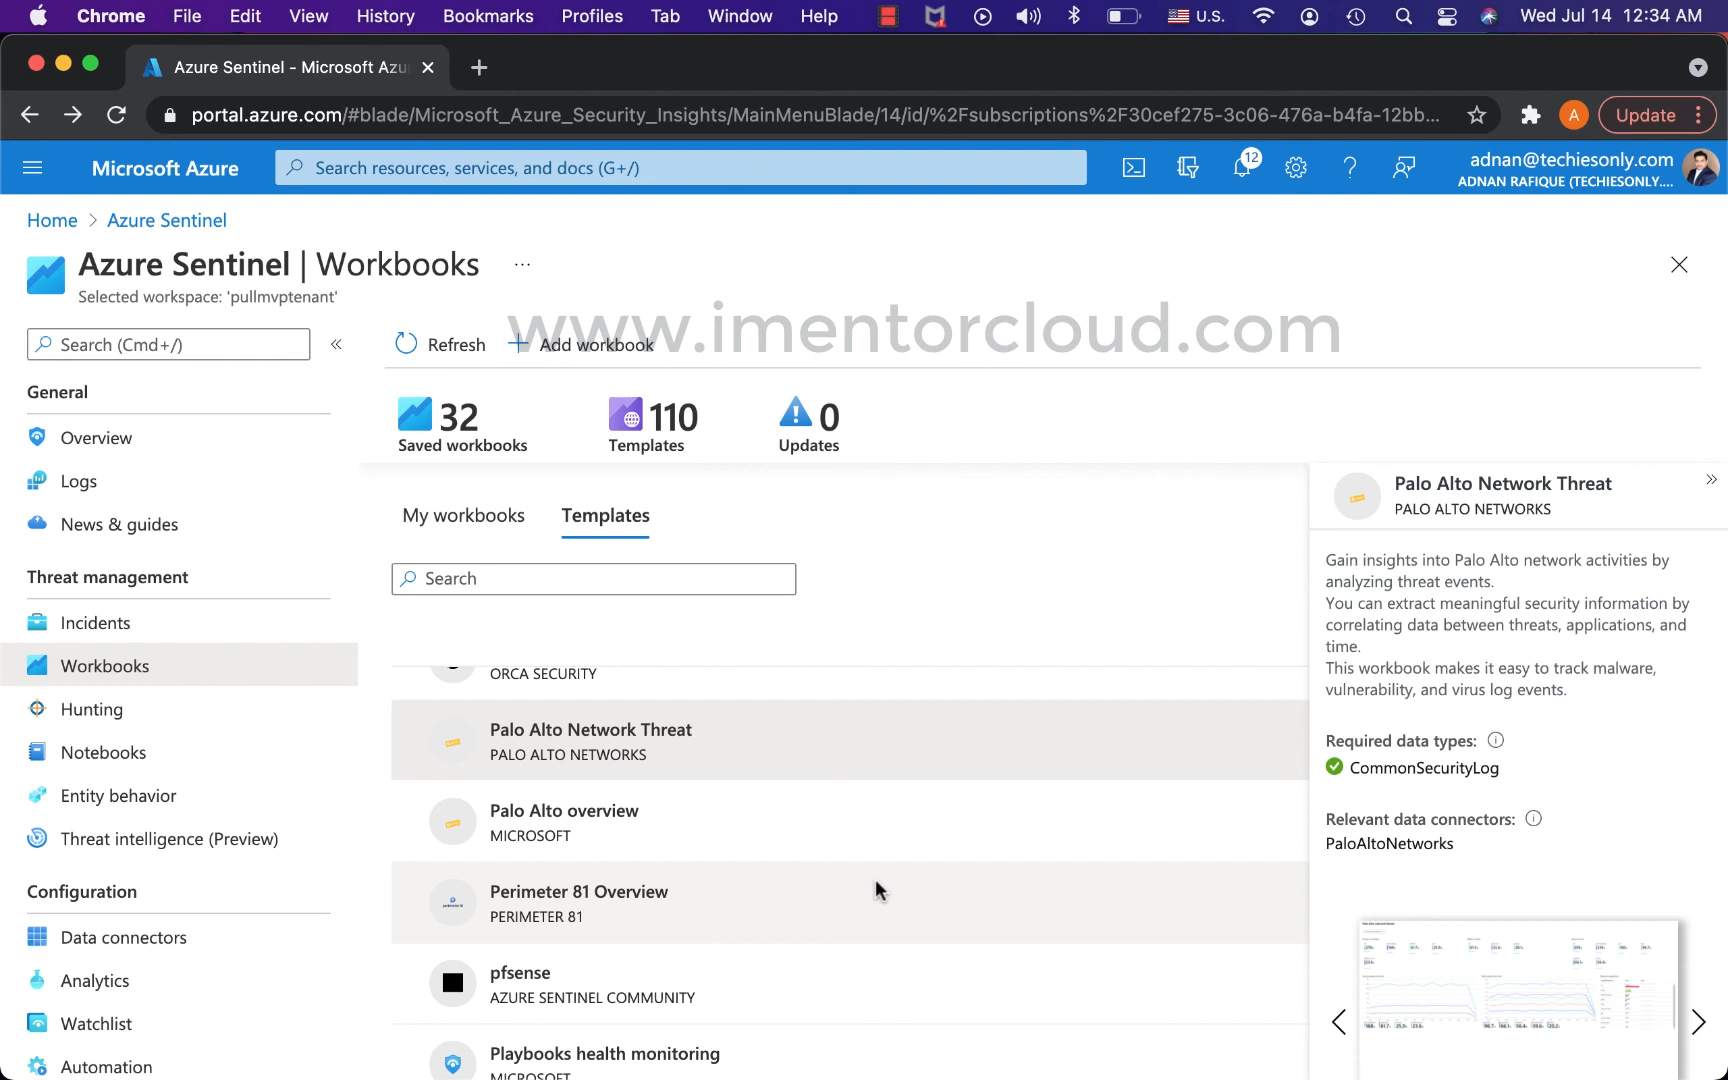 Chrome File Edit View History Bookmarks Profiles Tab Window Help U.S. Wed Jul 14 12:34 AM
Azure Sentinel - Microsoft Azu
portal.azure.com/#blade/Microsoft_Azure_Security_Insights/MainMenuBlade/14/id/%2Fsubscriptions%2F30cef275-3c06-476a-b4fa-12bb... A Update
Microsoft Azure Search resources, services, and docs (G+/) 12 adnan@techiesonly.com
ADNAN RAFIQUE (TECHIESONLY....
Home > Azure Sentinel
Azure Sentinel | Workbooks ...
Selected workspace: 'pullmvptenant'
www.imentorcloud.com
Search (Cmd+/) «
Refresh + Add workbook
32 Saved workbooks
110 Templates
0 Updates
General
Overview
Logs
News & guides
Threat management
Incidents
Workbooks
Hunting
Notebooks
Entity behavior
Threat intelligence (Preview)
Configuration
Data connectors
Analytics
Watchlist
Automation
My workbooks Templates
Search
ORCA SECURITY
Palo Alto Network Threat
PALO ALTO NETWORKS
Palo Alto overview
MICROSOFT
Perimeter 81 Overview
PERIMETER 81
pfsense
AZURE SENTINEL COMMUNITY
Playbooks health monitoring
MICROSOFT
Palo Alto Network Threat »
PALO ALTO NETWORKS
Gain insights into Palo Alto network activities by
analyzing threat events.
You can extract meaningful security information by
correlating data between threats, applications, and
time.
This workbook makes it easy to track malware,
vulnerability, and virus log events.
Required data types:
CommonSecurityLog
Relevant data connectors:
PaloAltoNetworks